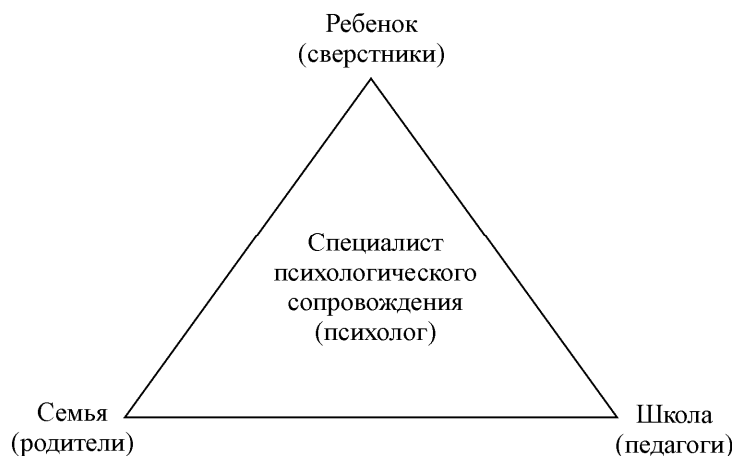 Ребенок
(сверстники)
Специалист
психологического
сопровождения
(психолог)
Семья
(родители)
Школа
(педагоги)